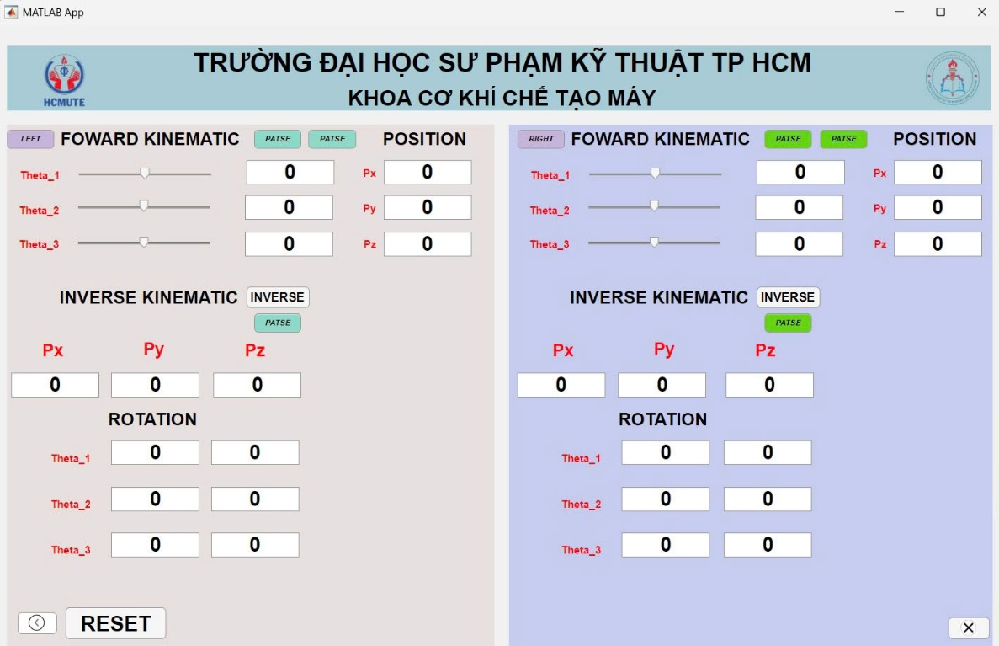 MATLAB App
TRƯỜNG ĐẠI HỌC SƯ PHẠM KỸ THUẬT TP HCM
KHOA CƠ KHÍ CHẾ TẠO MÁY
HCMUTE
LEFT FOWARD KINEMATIC PATSE PATSE POSITION
Theta_1 0 Px 0
Theta_2 0 Py 0
Theta_3 0 Pz 0
INVERSE KINEMATIC INVERSE
PATSE
Px Py Pz
0 0 0
ROTATION
Theta_1 0 0
Theta_2 0 0
Theta_3 0 0
RESET
RIGHT FOWARD KINEMATIC PATSE PATSE POSITION
Theta_1 0 Px 0
Theta_2 0 Py 0
Theta_3 0 Pz 0
INVERSE KINEMATIC INVERSE
PATSE
Px Py Pz
0 0 0
ROTATION
Theta_1 0 0
Theta_2 0 0
Theta_3 0 0